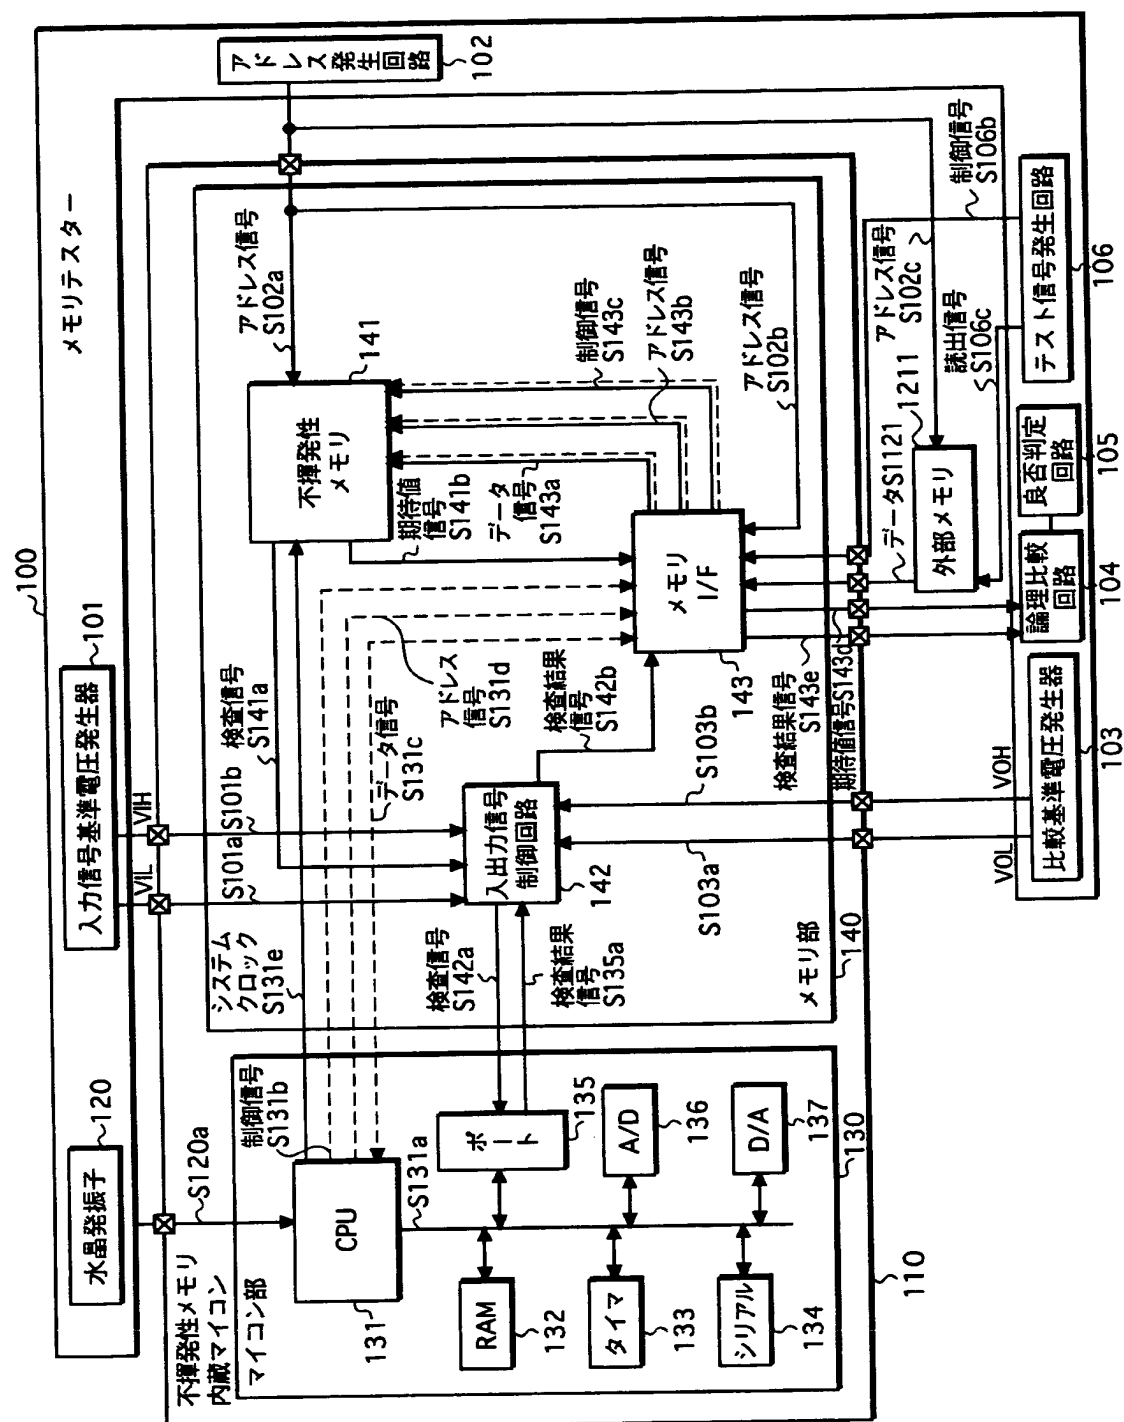 100
メモリテスター
水晶発振子
120
入力信号基準電圧発生器
101
アドレス発生回路
102
S120a
VIL
VIH
S101a
S101b
検査信号
S141a
アドレス信号
S102a
不揮発性メモリ
内蔵マイコン
マイコン部
制御信号
S131b
システム
クロック
S131e
不揮発性
メモリ
141
CPU
131
S131a
データ信号
S131c
アドレス
信号
S131d
期待値
信号
S141b
データ
信号
S143a
制御信号
S143c
アドレス信号
S143b
アドレス信号
S102b
検査信号
S142a
検査結果
信号
S135a
入出力信号
制御回路
142
検査結果
信号
S142b
メモリ
I/F
143
ポート
135
RAM
132
タイマ
133
シリアル
134
A/D
136
D/A
137
130
110
メモリ部
140
S103a
S103b
検査結果信号
S143e
期待値信号S143d
データS1121
1211
外部メモリ
アドレス信号
S102c
読出信号
S106c
制御信号
S106b
VOL
VOH
比較基準電圧発生器
103
論理比較
回路
104
良否判定
回路
105
テスト信号発生回路
106